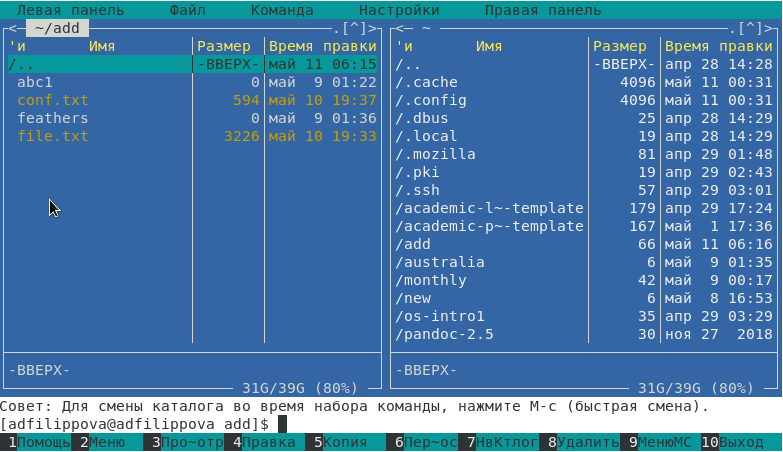 Левая панель Файл Команда Настройки Правая панель
<─ ~/add ─.[^]>
'и Имя Размер Время правки
/.. -ВВЕРХ- май 11 06:15
abc1 0 май 9 01:22
conf.txt 594 май 10 19:37
feathers 0 май 9 01:36
file.txt 3226 май 10 19:33
-ВВЕРХ-
31G/39G (80%)
<─ ~ ─.[^]>
'и Имя Размер Время правки
/.. -ВВЕРХ- апр 28 14:28
/.cache 4096 май 11 00:31
/.config 4096 май 11 00:31
/.dbus 25 апр 28 14:29
/.local 19 апр 28 14:29
/.mozilla 81 апр 29 01:48
/.pki 19 апр 29 02:43
/.ssh 57 апр 29 03:01
/academic-l~-template 179 апр 29 17:24
/academic-p~-template 167 май 1 17:36
/add 66 май 11 06:16
/australia 6 май 9 01:35
/monthly 42 май 9 00:17
/new 6 май 8 16:53
/os-intro1 35 апр 29 03:29
/pandoc-2.5 30 ноя 27 2018
-ВВЕРХ-
31G/39G (80%)
Совет: Для смены каталога во время набора команды, нажмите M-c (быстрая смена).
[adfilippova@adfilippova add]$
1Помощь 2Меню 3Про~отр 4Правка 5Копия 6Пер~ос 7НвКтлог 8Удалить 9МенюMC 10Выход